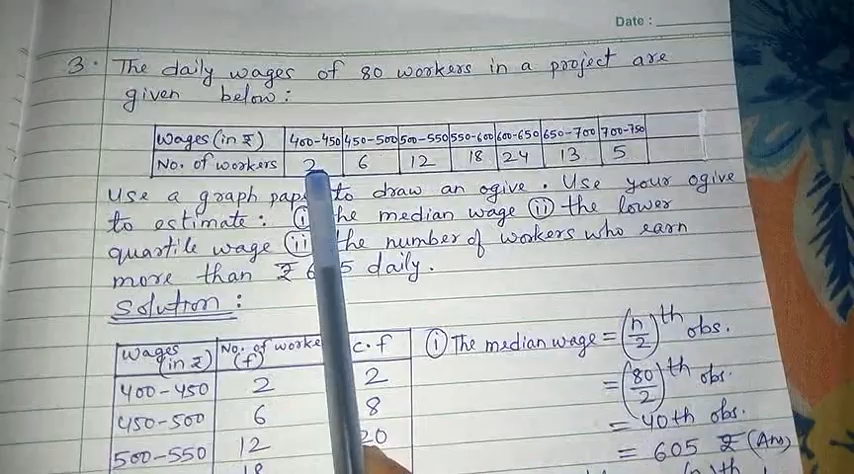 Date :
3. The daily wages of 80 workers in a project are
given below :
Wages (in ₹) 400-450 450-500 500-550 550-600 600-650 650-700 700-750
No. of workers 2 6 12 18 24 13 5
Use a graph to draw an ogive. Use your ogive
to estimate : (i) the median wage (ii) the lower
quartile wage the number of workers who earn
more than ₹ daily.
Solution :
Wages (in ₹) No. of (f) c.f
400-450 2 2
450-500 6 8
500-550 12 20
18
(i) The median wage = (n/2)th obs.
= (80/2)th obs.
= 40th obs.
= 605 ₹ (Ans)